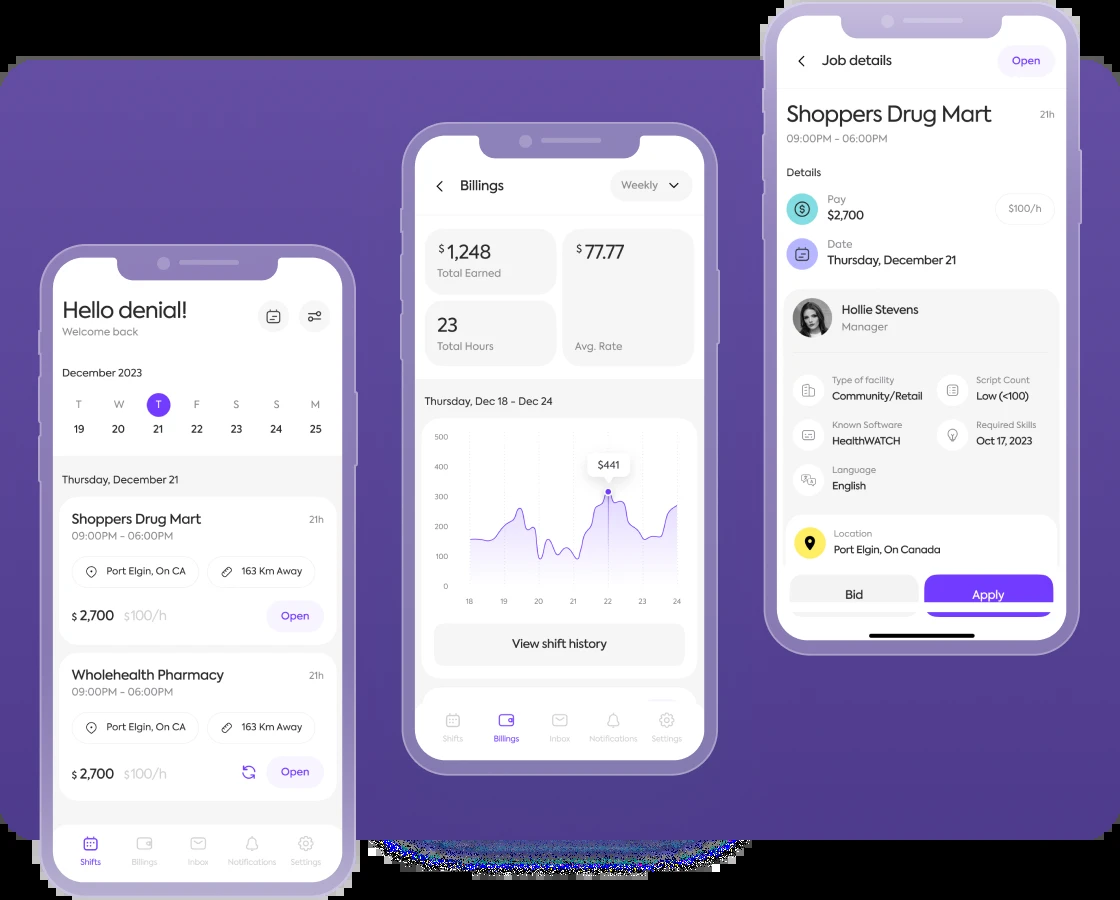 Hello denial!
Welcome back
December 2023
T W T F S S M
19 20 21 22 23 24 25
Thursday, December 21
Shoppers Drug Mart 21h
09:00PM - 06:00PM
Port Elgin, On CA 163 Km Away
$ 2,700 $100/h Open
Wholehealth Pharmacy 21h
09:00PM - 06:00PM
Port Elgin, On CA 163 Km Away
$ 2,700 $100/h Open
Shifts Billings Inbox Notifications Settings
Billings Weekly
$ 1,248
Total Earned
$ 77.77
Avg. Rate
23
Total Hours
Thursday, Dec 18 - Dec 24
500
400
300
200
100
0
$441
18 19 20 21 22 23 24
View shift history
Shifts Billings Inbox Notifications Settings
Job details Open
Shoppers Drug Mart 21h
09:00PM - 06:00PM
Details
Pay
$2,700 $100/h
Date
Thursday, December 21
Hollie Stevens
Manager
Type of facility
Community/Retail
Script Count
Low (<100)
Known Software
HealthWATCH
Required Skills
Oct 17, 2023
Language
English
Location
Port Elgin, On Canada
Bid Apply